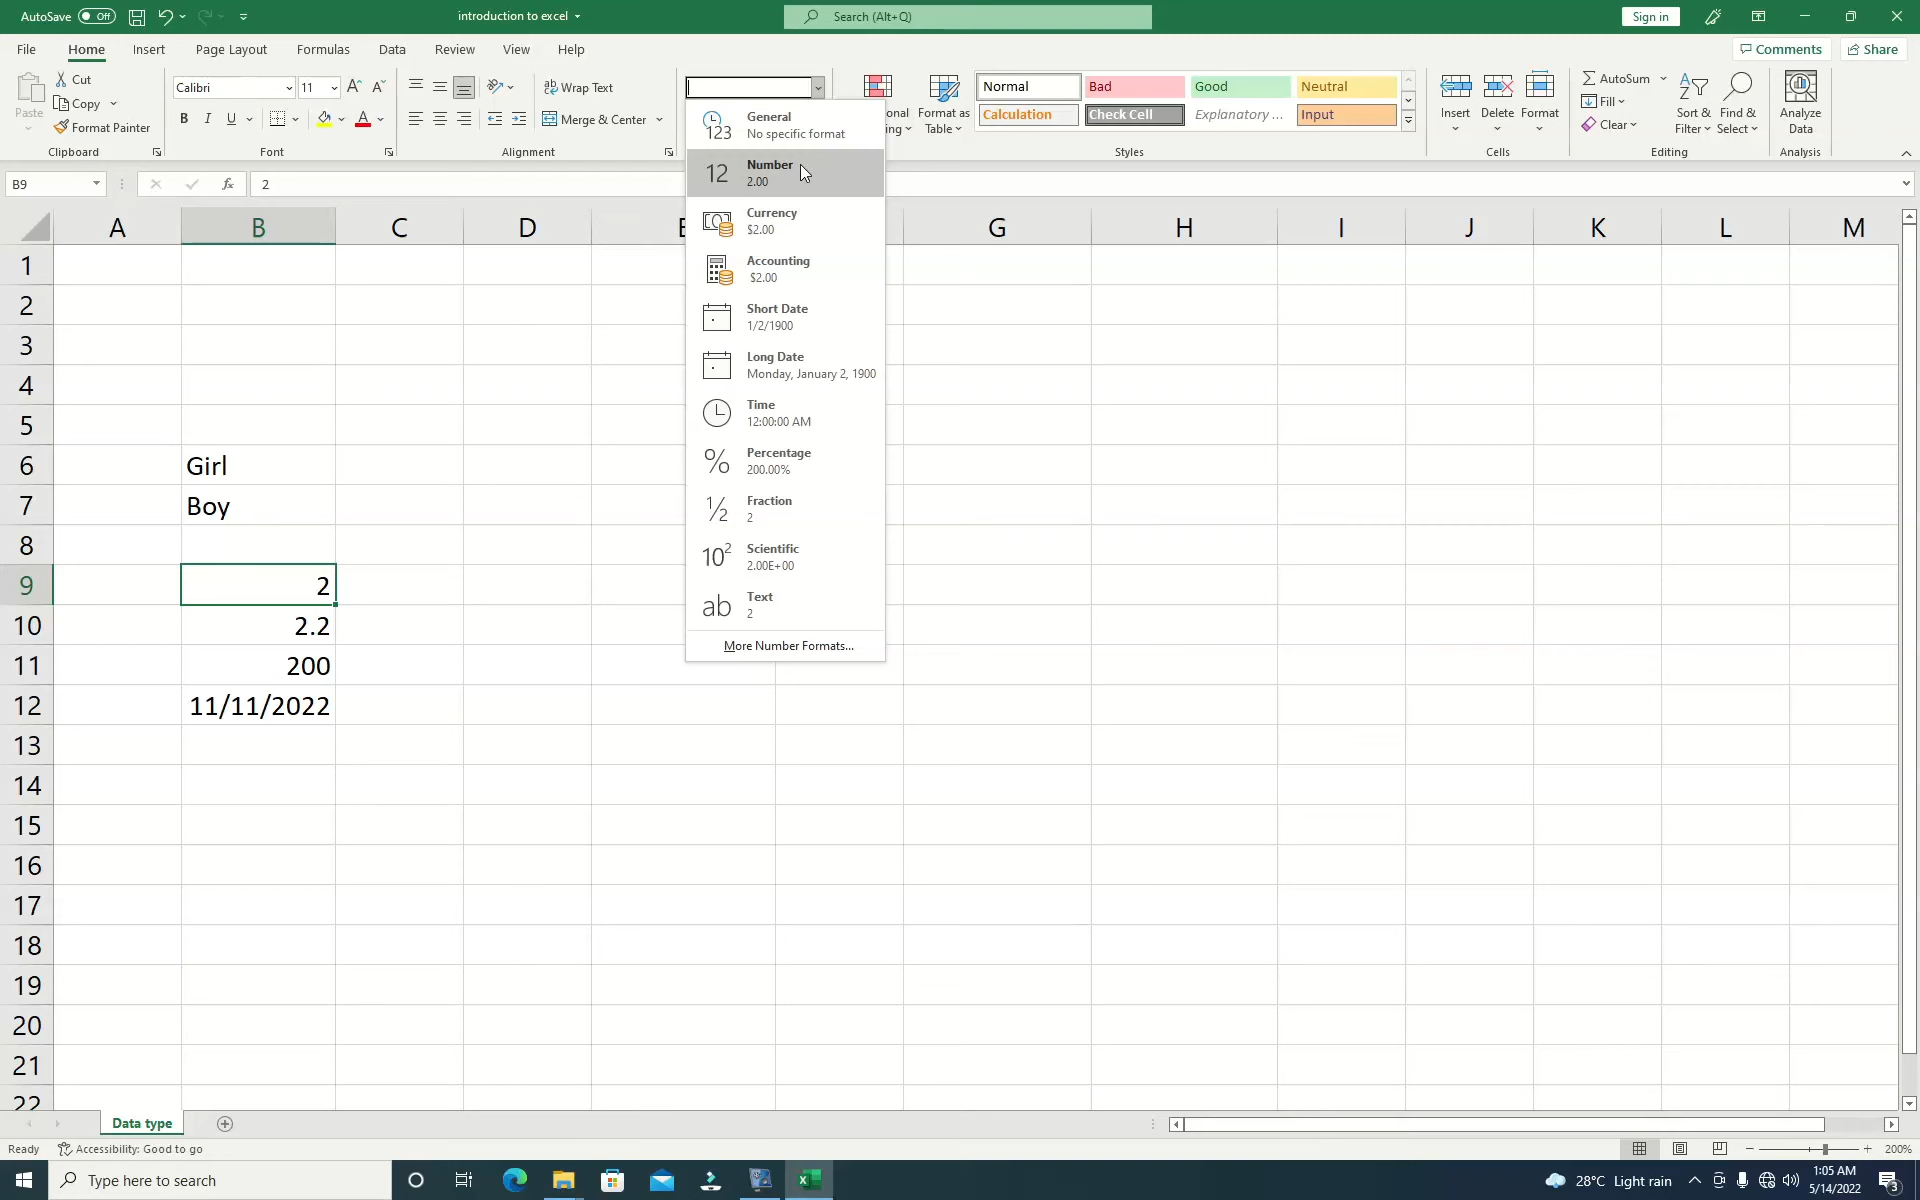 AutoSave Off
introduction to excel
Search (Alt+Q)
Sign in
File Home Insert Page Layout Formulas Data Review View Help
Comments Share
Paste
Cut
Copy
Format Painter
Clipboard
Calibri 11
B I U
Font
Wrap Text
Merge & Center
Alignment
Format as
Table
Normal Bad Good Neutral
Calculation Check Cell Explanatory ... Input
Styles
Insert Delete Format
Cells
AutoSum
Fill
Clear
Sort &
Filter
Find &
Select
Editing
Analyze
Data
Analysis
B9
fx 2
General
No specific format
12 Number
2.00
Currency
$2.00
Accounting
$2.00
Short Date
1/2/1900
Long Date
Monday, January 2, 1900
Time
12:00:00 AM
% Percentage
200.00%
½ Fraction
2
10² Scientific
2.00E+00
ab Text
2
More Number Formats...
A B C D G H I J K L M
1
2
3
4
5
6 Girl
7 Boy
8
9 2
10 2.2
11 200
12 11/11/2022
13
14
15
16
17
18
19
20
21
22
Data type
Ready Accessibility: Good to go
200%
Type here to search
28°C Light rain
1:05 AM
5/14/2022
3